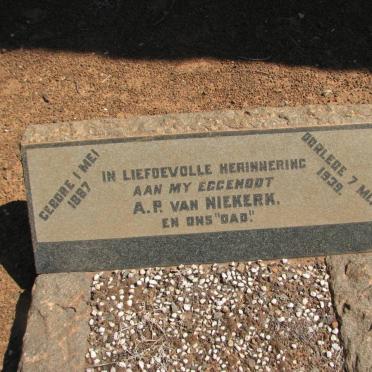 GEBORE 1 MEI
1887
IN LIEFDEVOLLE HERINNERING
AAN MY EGGENOOT
A.P. VAN NIEKERK.
EN ONS "DAD".
OORLEDE 7 MEI
1939.